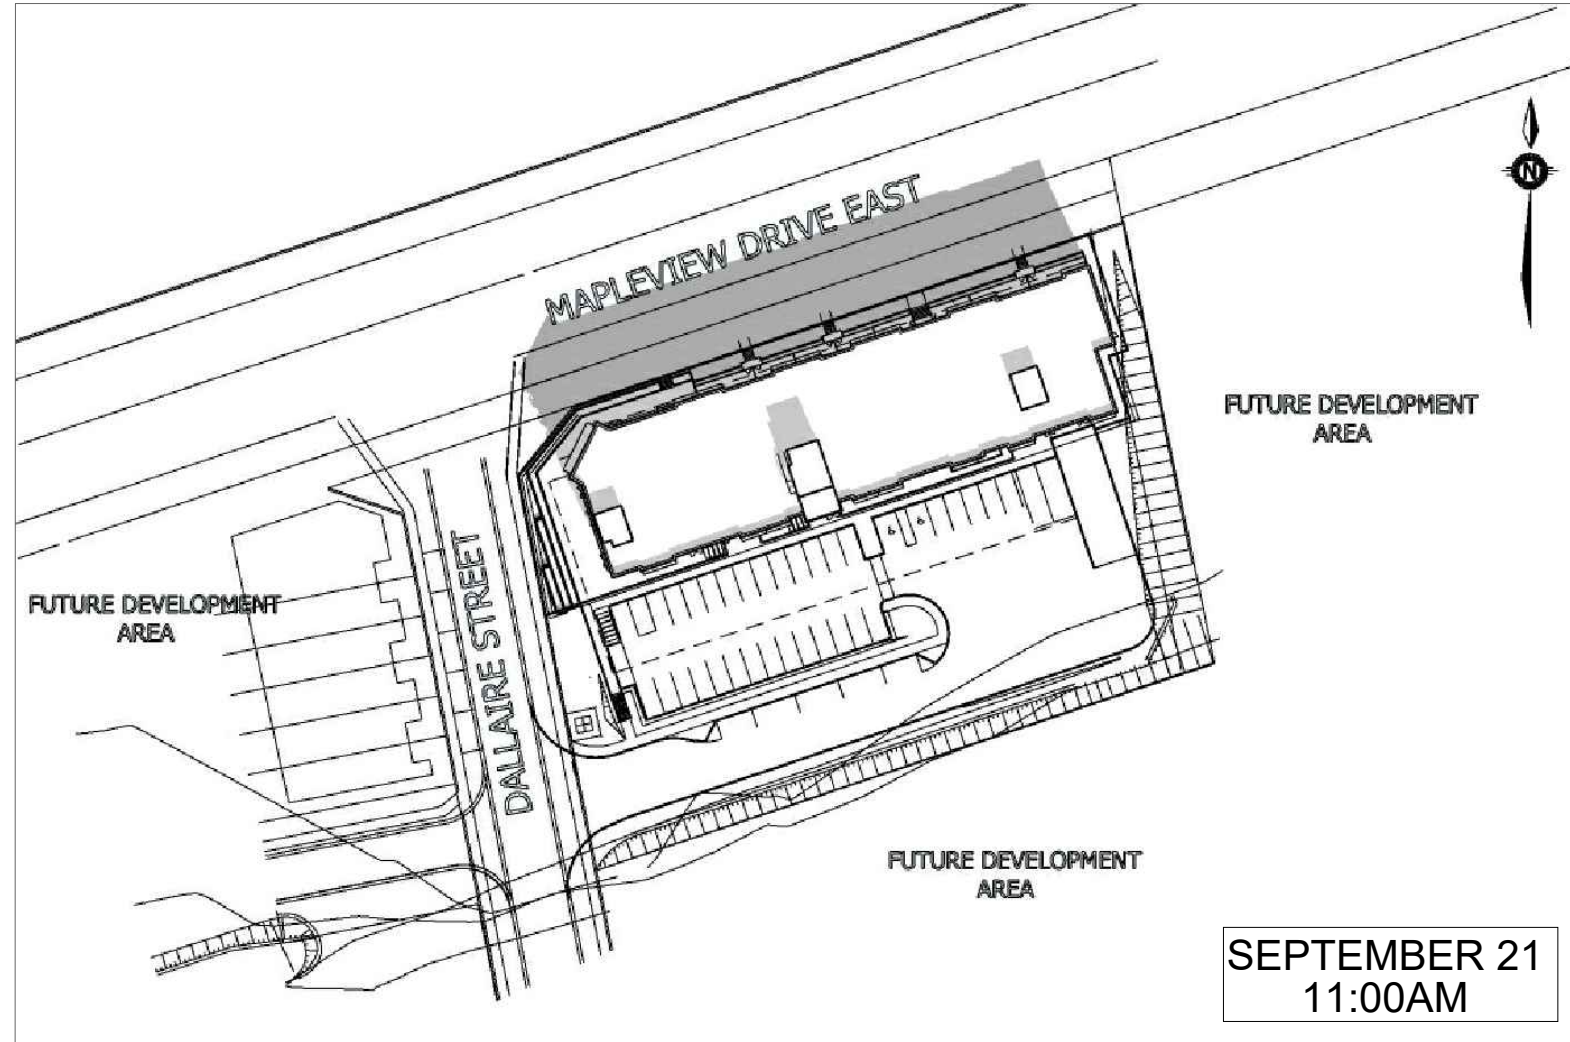 MAPLEVIEW DRIVE EAST
N
FUTURE DEVELOPMENT
AREA
FUTURE DEVELOPMENT
AREA
DALLAIRE STREET
FUTURE DEVELOPMENT
AREA
SEPTEMBER 21
11:00AM